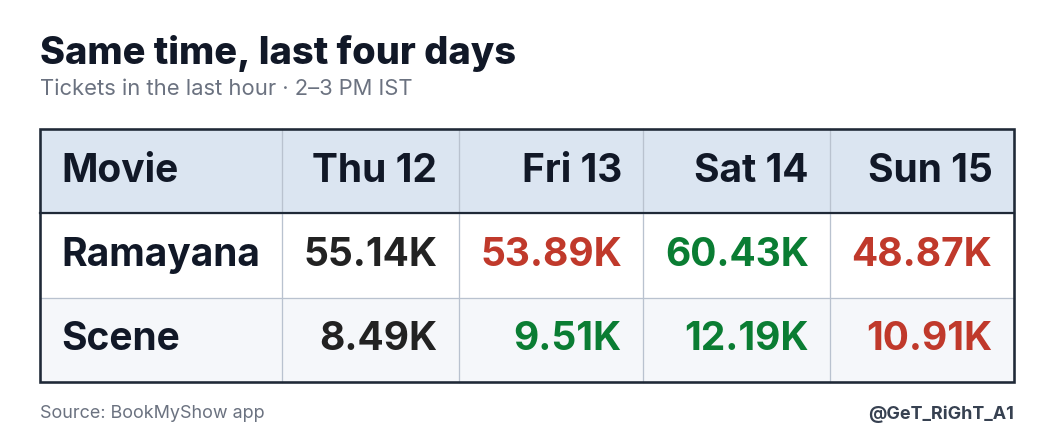 Same time, last four days
Tickets in the last hour · 2–3 PM IST
Movie Thu 12 Fri 13 Sat 14 Sun 15
Ramayana 55.14K 53.89K 60.43K 48.87K
Scene 8.49K 9.51K 12.19K 10.91K
Source: BookMyShow app @GeT_RiGhT_A1